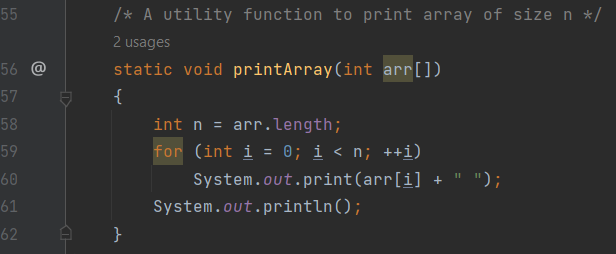 55 /* A utility function to print array of size n */
2 usages
56 @ static void printArray(int arr[])
57 {
58 int n = arr.length;
59 for (int i = 0; i < n; ++i)
60 System.out.print(arr[i] + " ");
61 System.out.println();
62 }